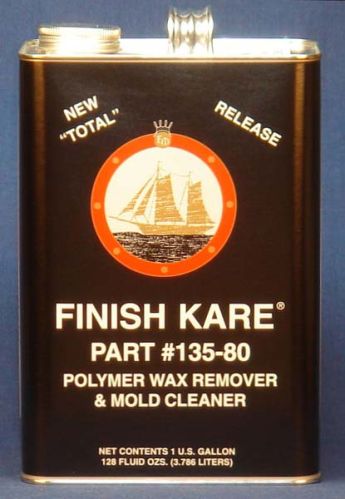 NEW
"TOTAL"
RELEASE
FINISH KARE®
PART #135-80
POLYMER WAX REMOVER
& MOLD CLEANER
NET CONTENTS 1 U.S. GALLON
128 FLUID OZS. (3.786 LITERS)